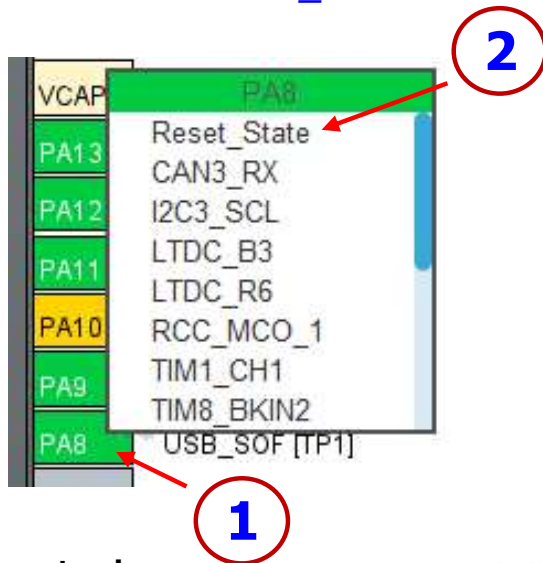 2
VCAP
PA8
Reset_State
PA13
CAN3_RX
PA12
I2C3_SCL
LTDC_B3
PA11
LTDC_R6
PA10
RCC_MCO_1
TIM1_CH1
PA9
TIM8_BKIN2
PA8
USB_SOF [TP1]
1